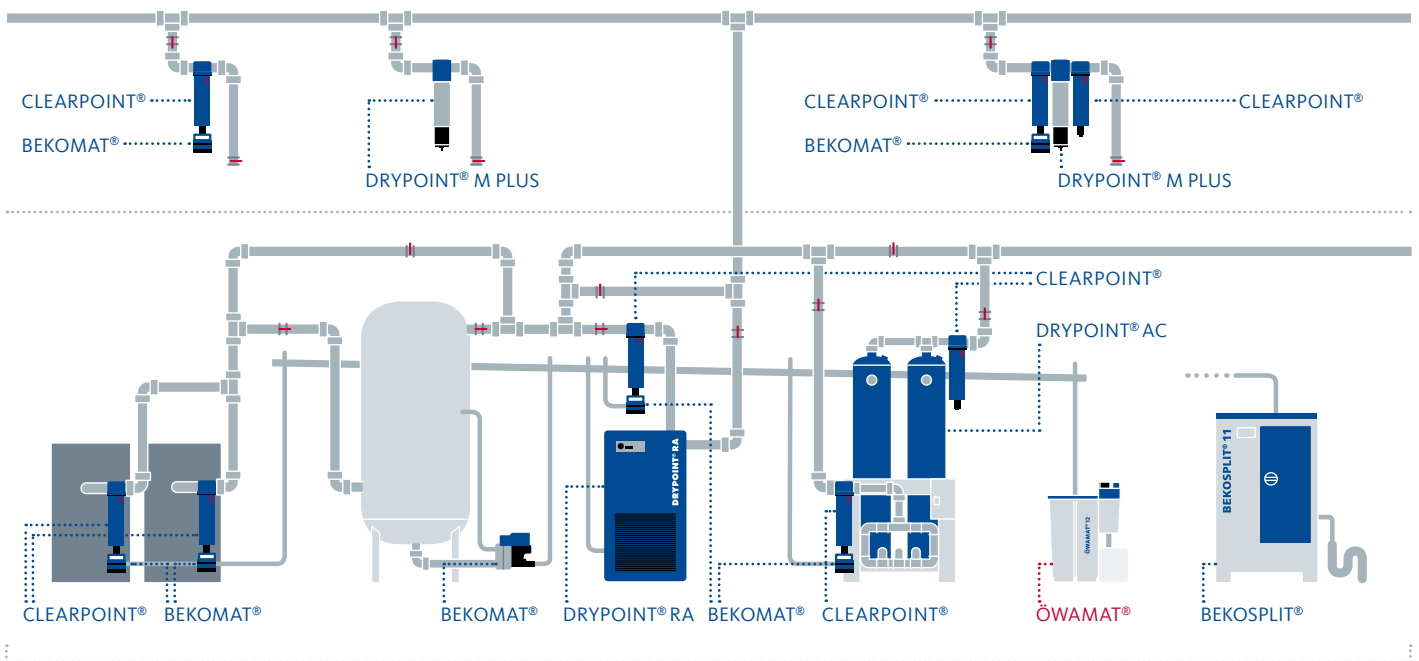 CLEARPOINT®
BEKOMAT®
DRYPOINT® M PLUS
CLEARPOINT®
BEKOMAT®
CLEARPOINT®
DRYPOINT® M PLUS
CLEARPOINT®
DRYPOINT® AC
DRYPOINT® RA
BEKOSPLIT® 11
ÖWAMAT® 12
CLEARPOINT®
BEKOMAT®
BEKOMAT®
DRYPOINT® RA
BEKOMAT®
CLEARPOINT®
ÖWAMAT®
BEKOSPLIT®